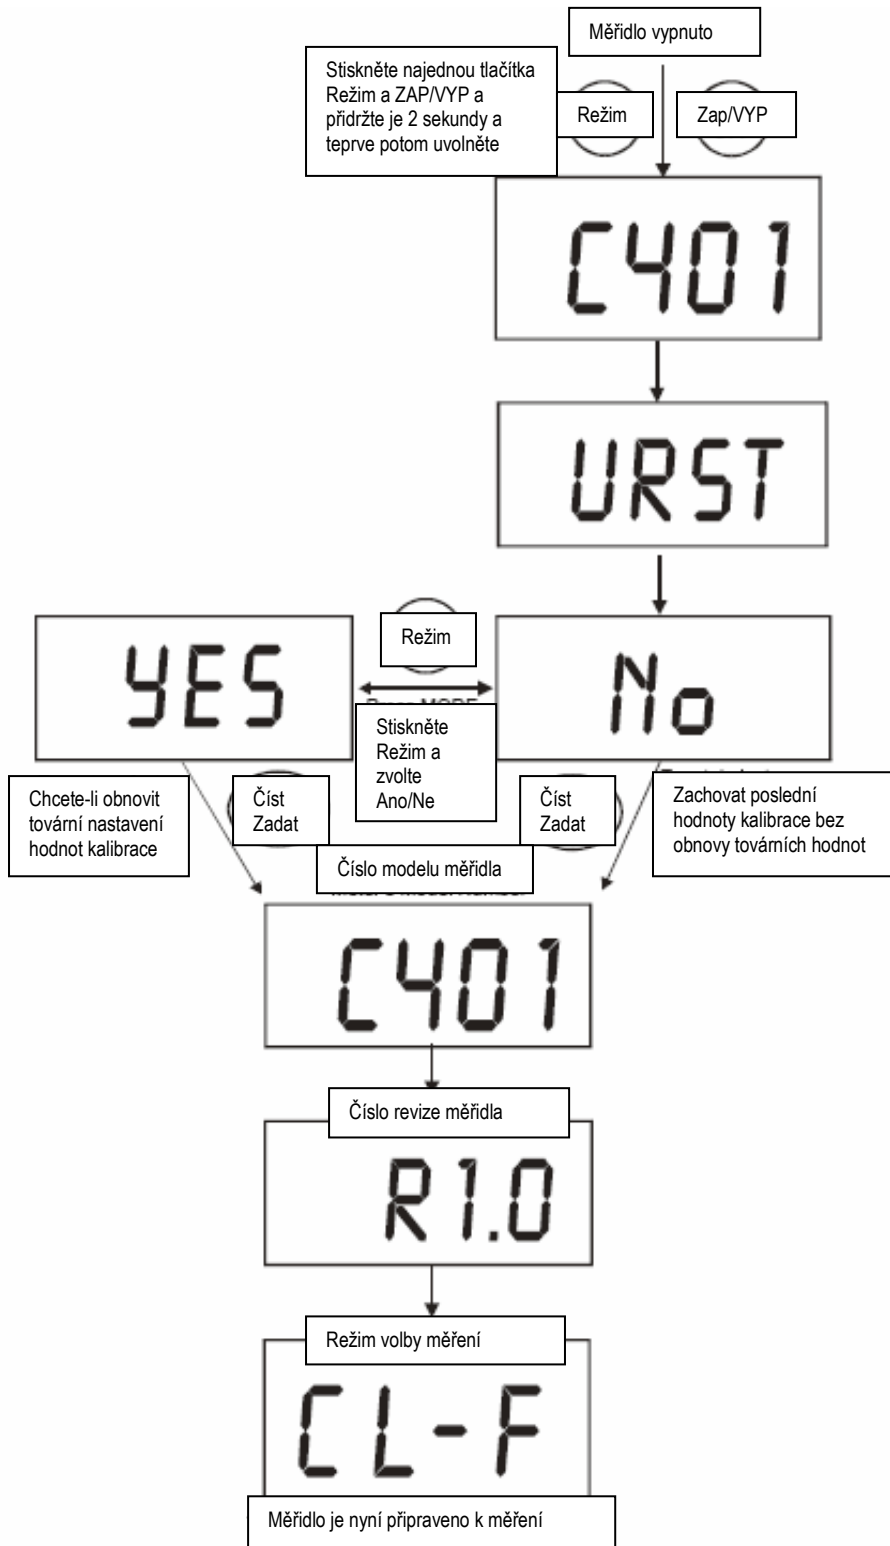 Měřidlo vypnuto
Stiskněte najednou tlačítka
Režim a ZAP/VYP a
přidržte je 2 sekundy a
teprve potom uvolněte
Režim
Zap/VYP
C401
URST
YES
Režim
No
Stiskněte
Režim a
zvolte
Ano/Ne
Chcete-li obnovit
tovární nastavení
hodnot kalibrace
Číst
Zadat
Číst
Zadat
Zachovat poslední
hodnoty kalibrace bez
obnovy továrních hodnot
Číslo modelu měřidla
C401
Číslo revize měřidla
R1.0
Režim volby měření
CL-F
Měřidlo je nyní připraveno k měření